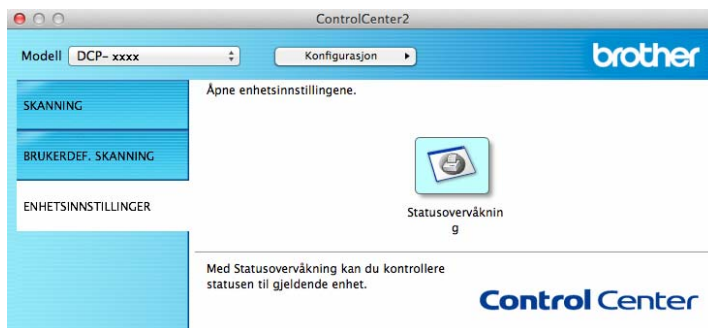 ControlCenter2
Modell DCP- xxxx Konfigurasjon
brother
SKANNING
BRUKERDEF. SKANNING
ENHETSINNSTILLINGER
Åpne enhetsinnstillingene.
Statusovervåknin
g
Med Statusovervåkning kan du kontrollere
statusen til gjeldende enhet.
Control Center